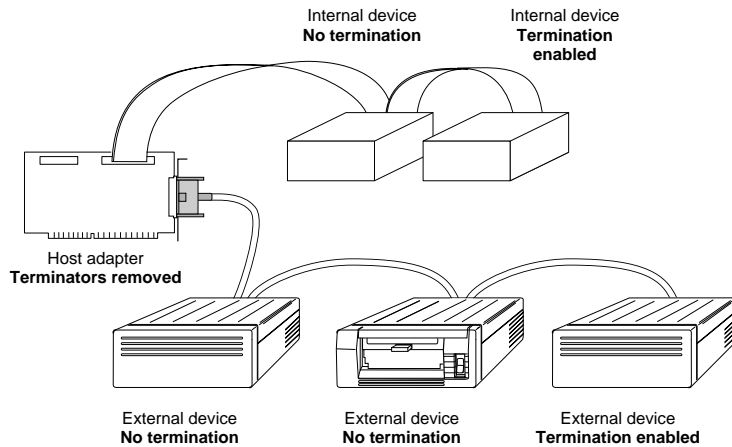 Internal device
No termination
Internal device
Termination
enabled
Host adapter
Terminators removed
External device
No termination
External device
No termination
External device
Termination enabled